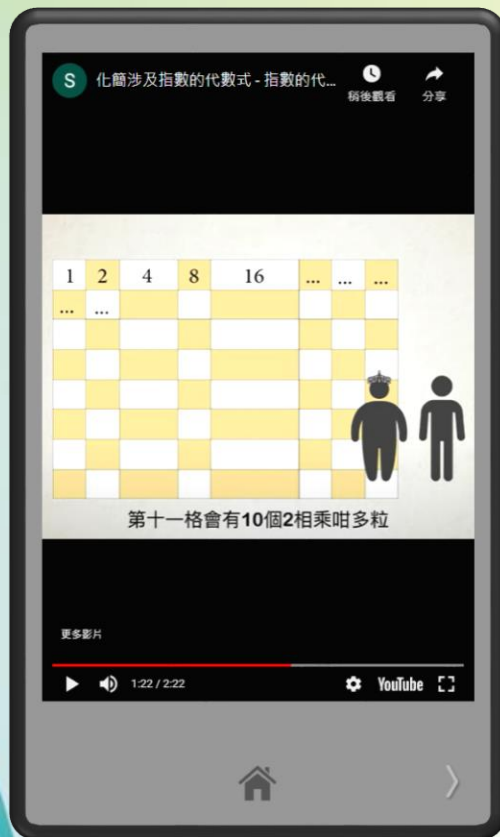 S 化簡涉及指數的代數式 - 指數的代...
稍後觀看 分享
1 2 4 8 16 ... ... ...
... ...
第十一格會有10個2相乘咁多粒
更多影片
1:22 / 2:22 YouTube